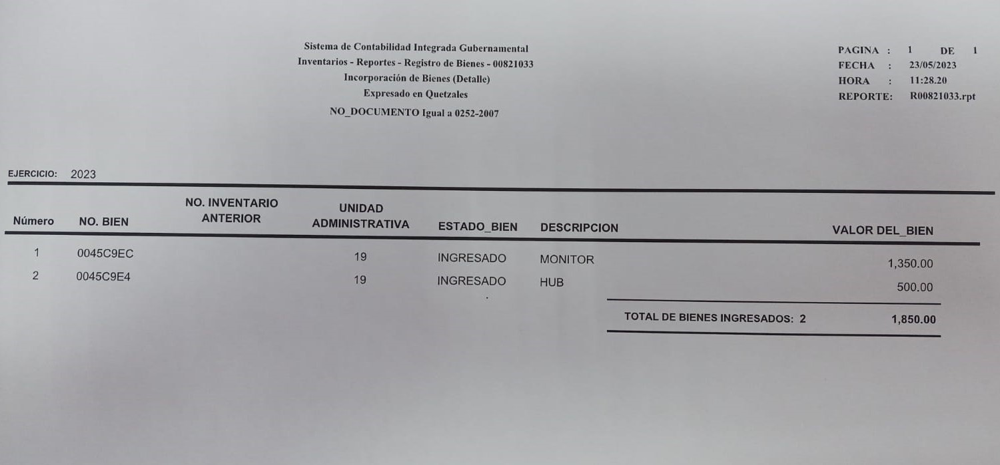 Sistema de Contabilidad Integrada Gubernamental
Inventarios - Reportes - Registro de Bienes - 00821033
Incorporación de Bienes (Detalle)
Expresado en Quetzales
NO_DOCUMENTO Igual a 0252-2007
PAGINA : 1 DE 1
FECHA : 23/05/2023
HORA : 11:28.20
REPORTE: R00821033.rpt
EJERCICIO: 2023
Número NO. BIEN NO. INVENTARIO ANTERIOR UNIDAD ADMINISTRATIVA ESTADO_BIEN DESCRIPCION VALOR DEL_BIEN
1 0045C9EC 19 INGRESADO MONITOR 1,350.00
2 0045C9E4 19 INGRESADO HUB 500.00
TOTAL DE BIENES INGRESADOS: 2 1,850.00